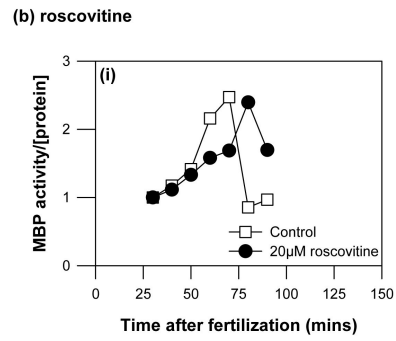 (b) roscovitine
(i)
3
2
1
0
MBP activity/[protein]
Control
20µM roscovitine
0 25 50 75 100 125 150
Time after fertilization (mins)